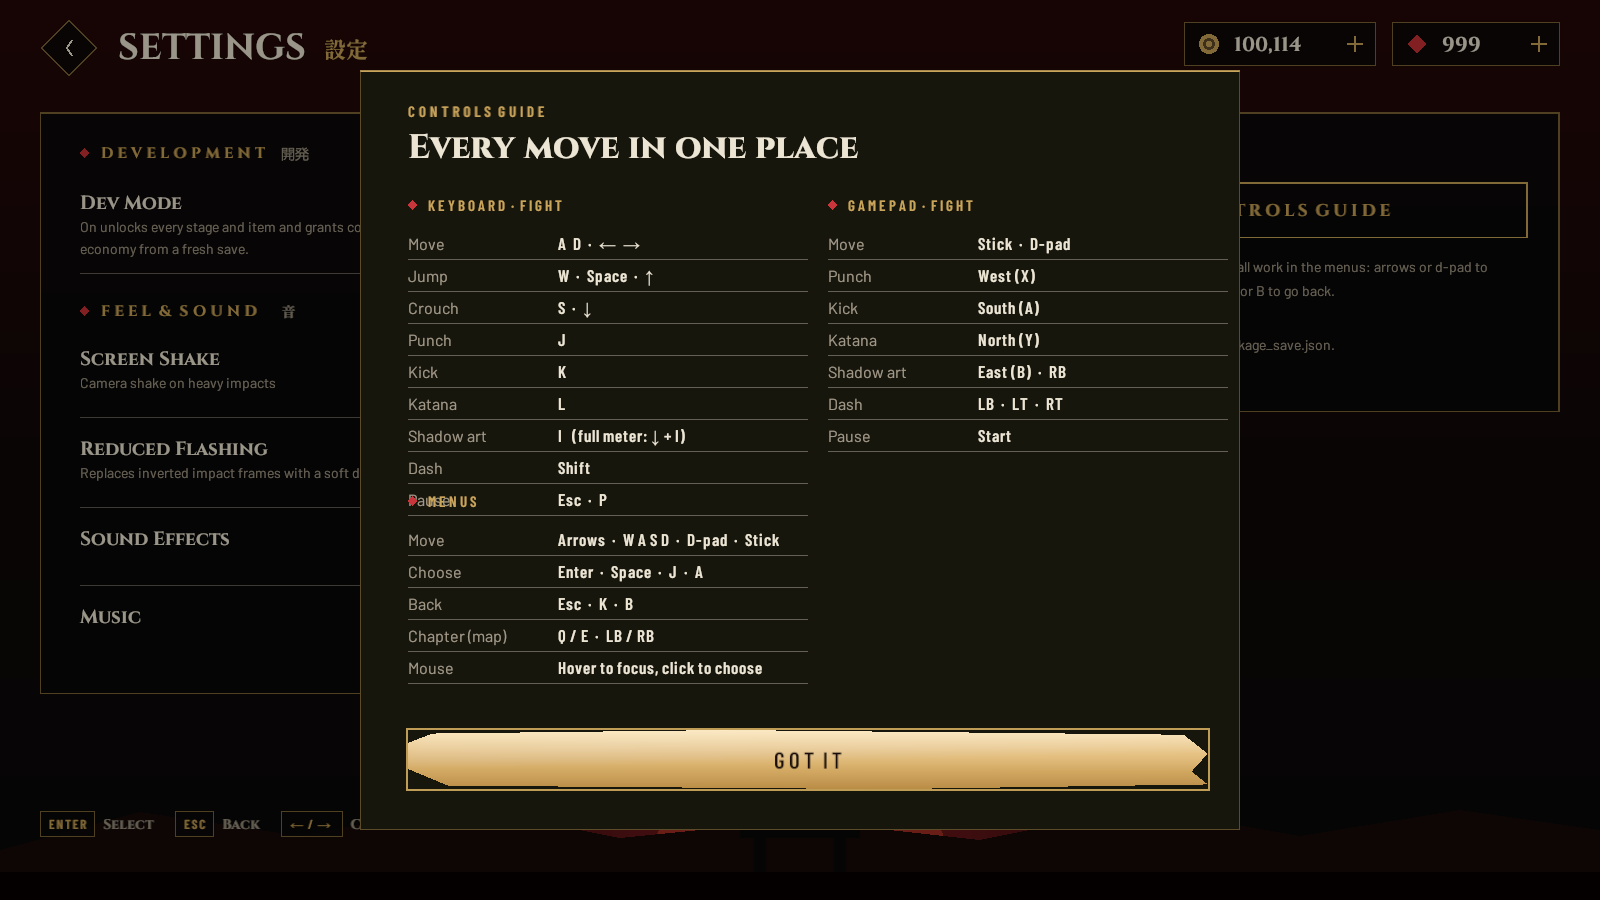 SETTINGS 設定
100,114
999
DEVELOPMENT 開発
DEV MODE
On unlocks every stage and item and grants co
economy from a fresh save.
FEEL & SOUND 音
SCREEN SHAKE
Camera shake on heavy impacts
REDUCED FLASHING
Replaces inverted impact frames with a soft d
SOUND EFFECTS
MUSIC
CONTROLS GUIDE
EVERY MOVE IN ONE PLACE
KEYBOARD · FIGHT
Move A D · ← →
Jump W · Space · ↑
Crouch S · ↓
Punch J
Kick K
Katana L
Shadow art I (full meter: ↓ + I)
Dash Shift
Pause Esc · P
MENUS
Move Arrows · W A S D · D-pad · Stick
Choose Enter · Space · J · A
Back Esc · K · B
Chapter (map) Q / E · LB / RB
Mouse Hover to focus, click to choose
GAMEPAD · FIGHT
Move Stick · D-pad
Punch West (X)
Kick South (A)
Katana North (Y)
Shadow art East (B) · RB
Dash LB · LT · RT
Pause Start
GOT IT
TROLS GUIDE
all work in the menus: arrows or d-pad to
or B to go back.
kage_save.json.
ENTER SELECT ESC BACK ← / → C